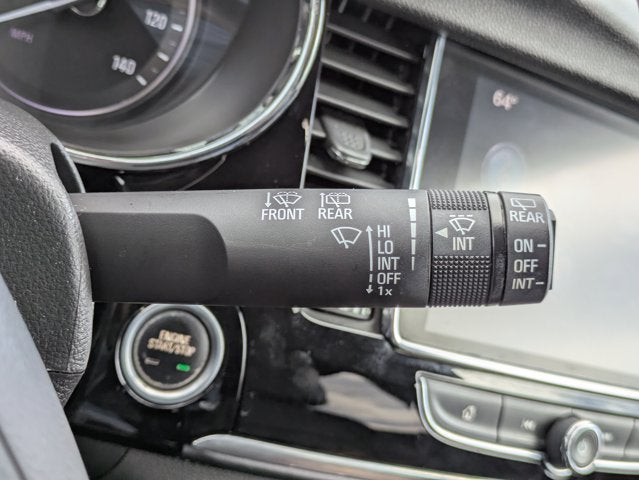 120
MPH
140
64°
FRONT REAR
HI
LO
INT
OFF
1x
INT
REAR
ON
OFF
INT
ENGINE
START/STOP